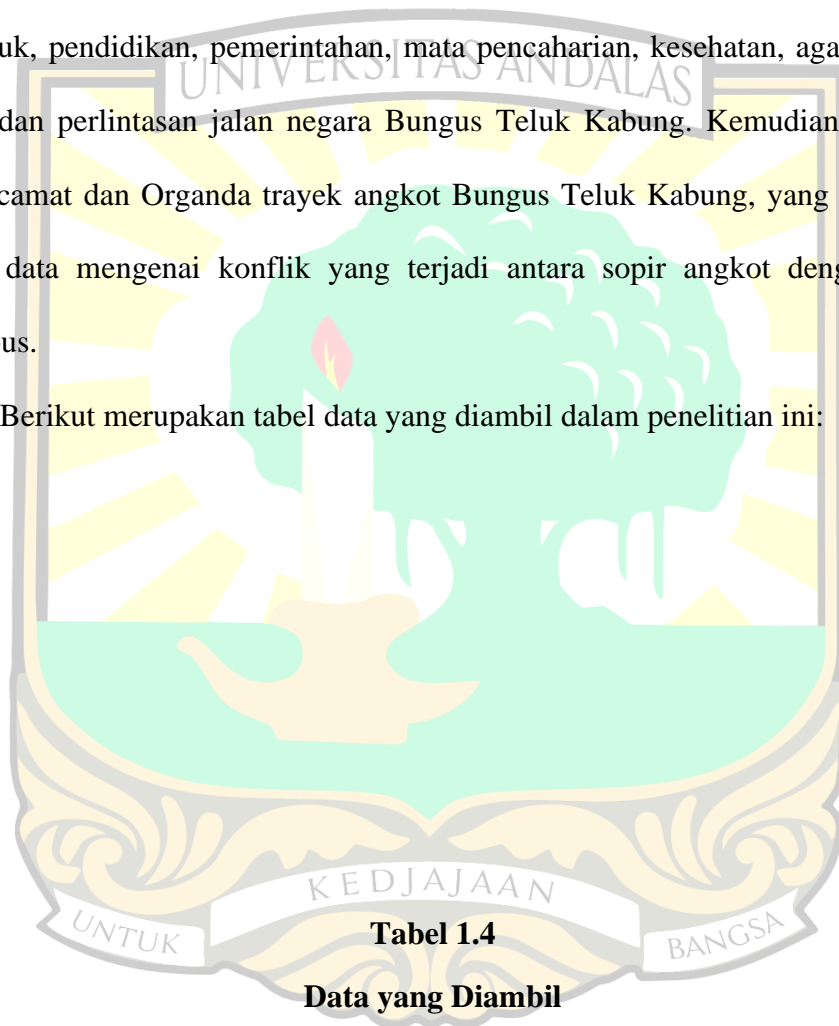 uk, pendidikan, pemerintahan, mata pencaharian, kesehatan, aga
UNIVERSITAS ANDALAS
dan perlintasan jalan negara Bungus Teluk Kabung. Kemudian
camat dan Organda trayek angkot Bungus Teluk Kabung, yang
data mengenai konflik yang terjadi antara sopir angkot deng
us.
Berikut merupakan tabel data yang diambil dalam penelitian ini:
KEDJAJAAN
UNTUK
BANGSA
Tabel 1.4
Data yang Diambil